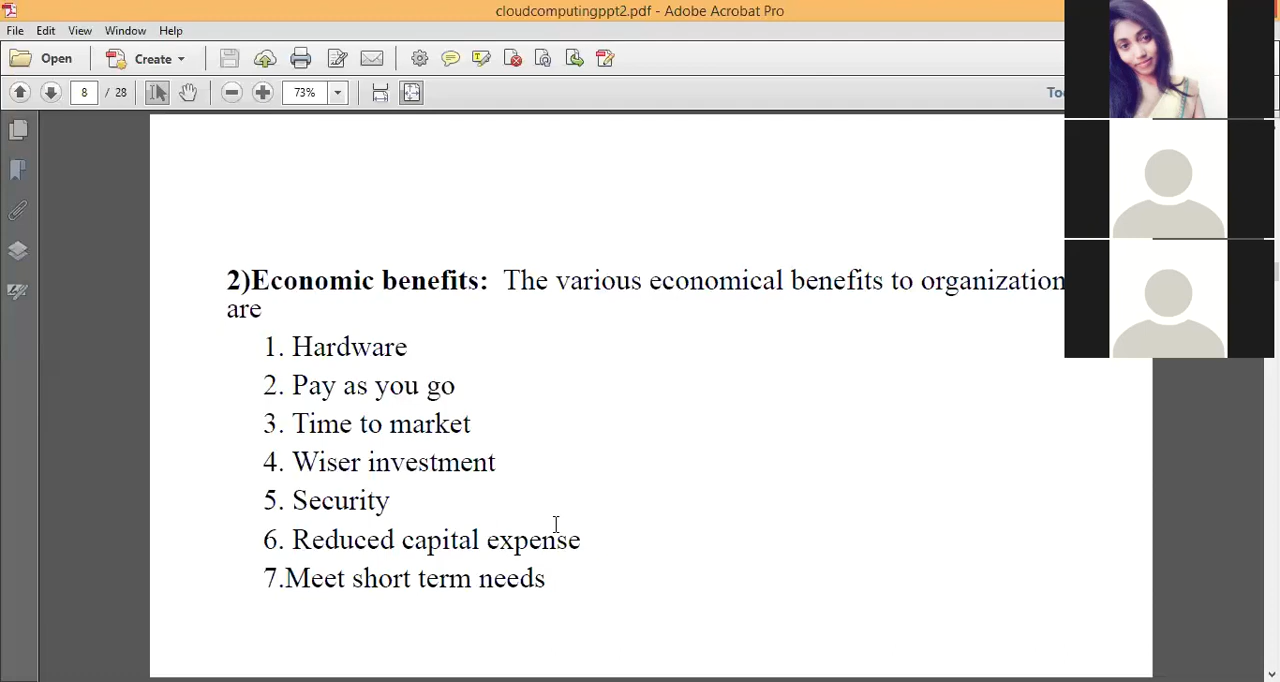 cloudcomputingppt2.pdf - Adobe Acrobat Pro
File Edit View Window Help
Open Create
8 / 28 73%
2)Economic benefits: The various economical benefits to organization
are
1. Hardware
2. Pay as you go
3. Time to market
4. Wiser investment
5. Security
6. Reduced capital expense
7.Meet short term needs